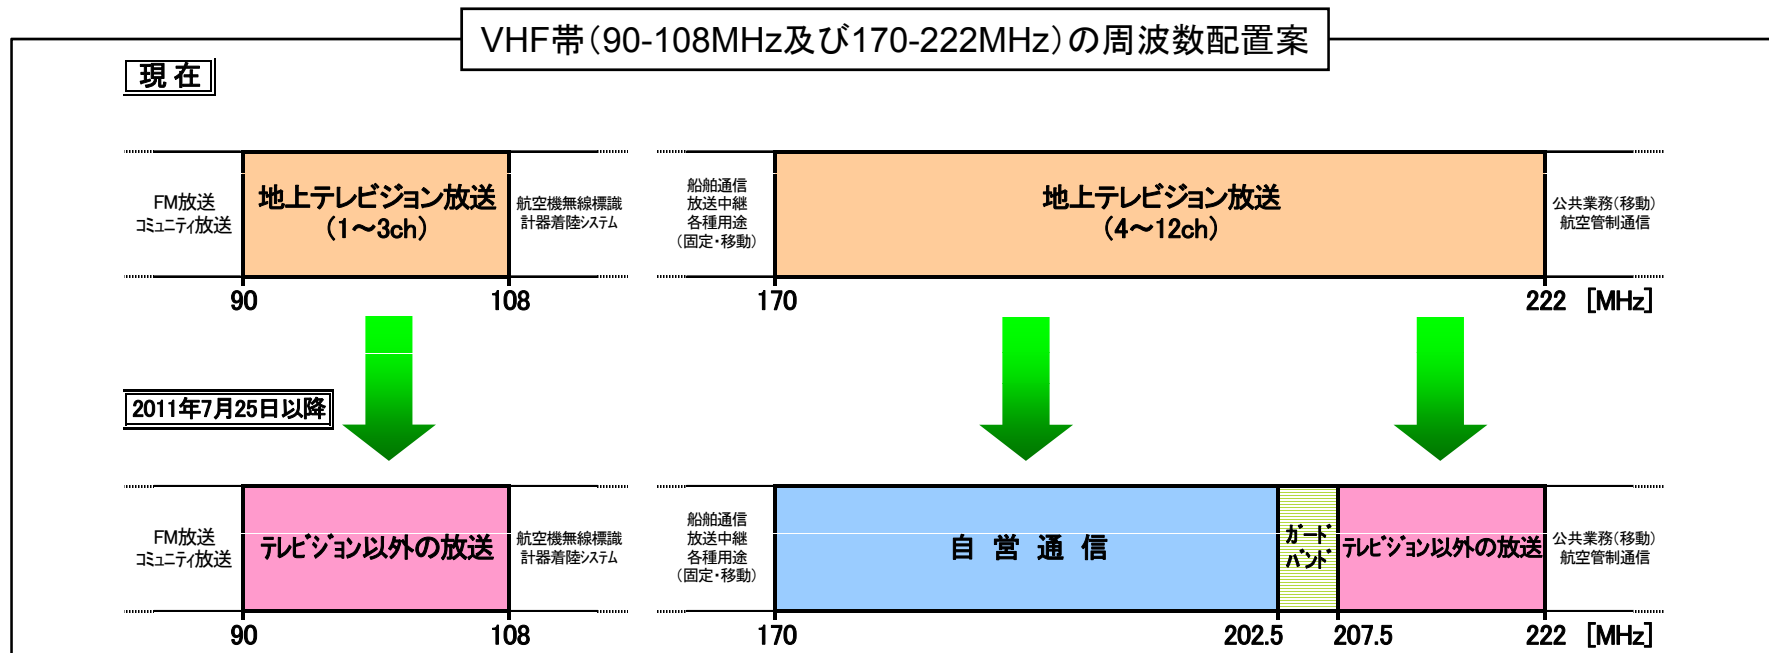 VHF帯(90-108MHz及び170-222MHz)の周波数配置案
現在
FM放送
コミュニティ放送
地上テレビジョン放送
(1～3ch)
航空機無線標識
計器着陸システム
船舶通信
放送中継
各種用途
(固定・移動)
地上テレビジョン放送
(4～12ch)
公共業務(移動)
航空管制通信
90
108
170
222 [MHz]
2011年7月25日以降
FM放送
コミュニティ放送
テレビジョン以外の放送
航空機無線標識
計器着陸システム
船舶通信
放送中継
各種用途
(固定・移動)
自営通信
ガード
バンド
テレビジョン以外の放送
公共業務(移動)
航空管制通信
90
108
170
202.5
207.5
222 [MHz]